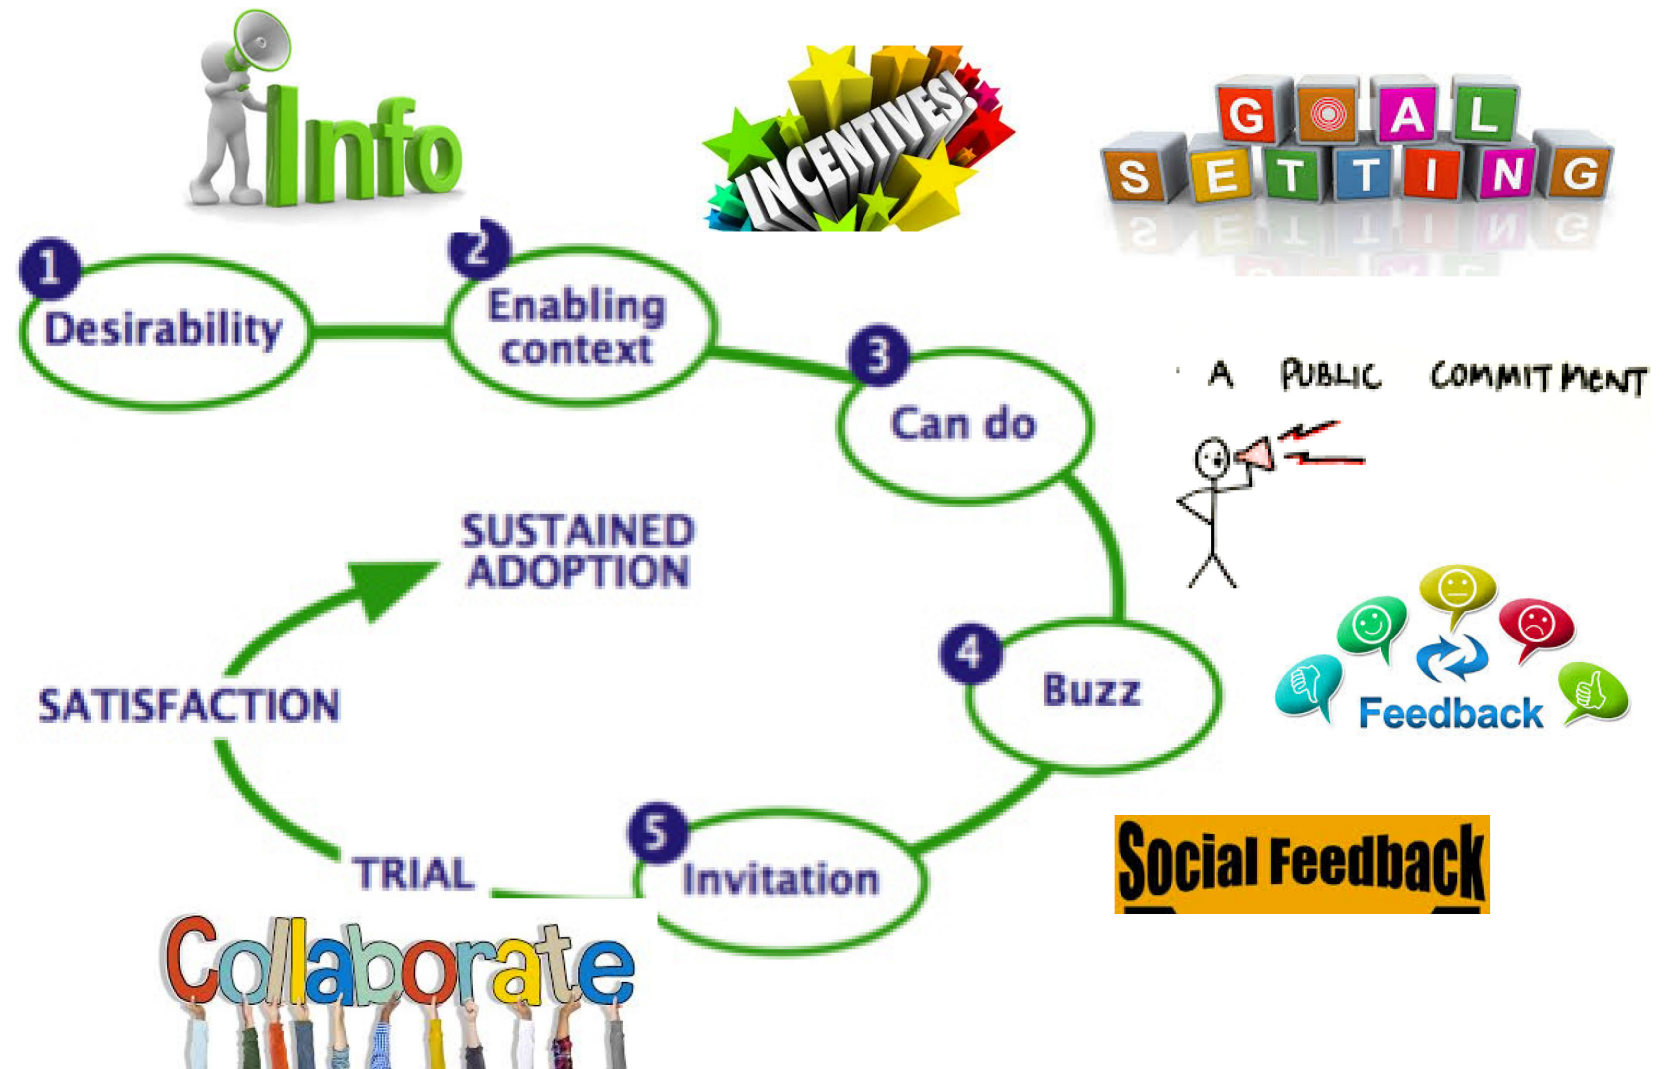 Info
INCENTIVES!
G O A L
SETTING
1
Desirability
2
Enabling
context
3
Can do
A PUBLIC COMMITMENT
SUSTAINED
ADOPTION
4
Buzz
Feedback
SATISFACTION
5
Invitation
TRIAL
Social Feedback
Collaborate